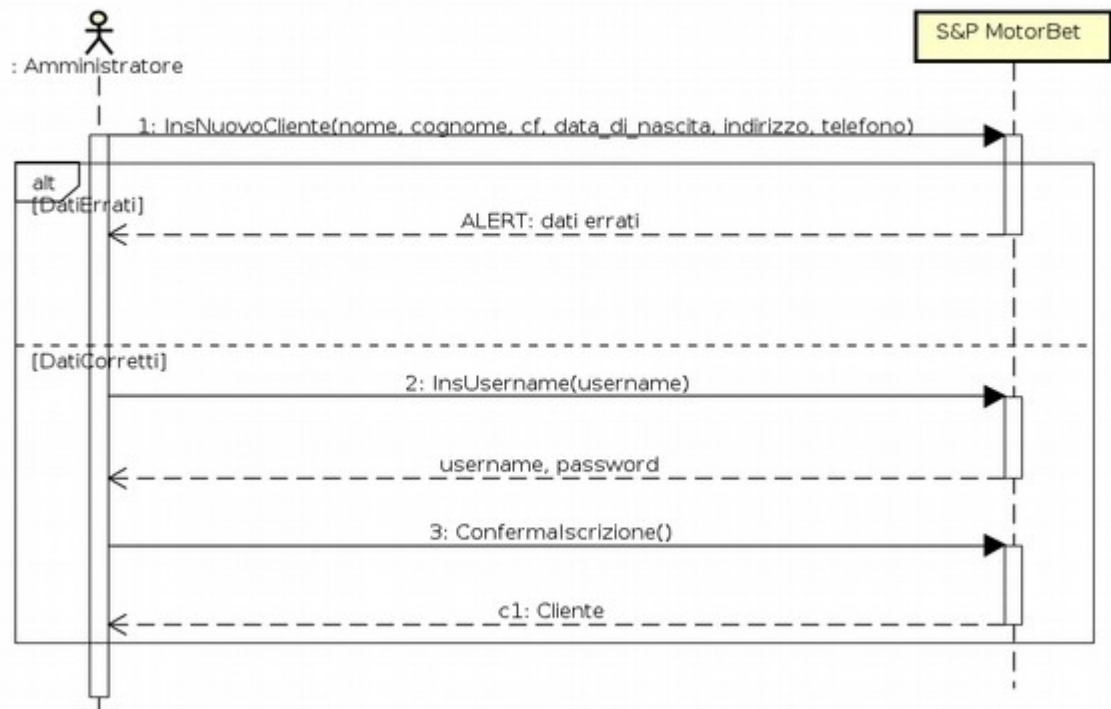 S&P MotorBet
: Amministratore
1: InsNuovoCliente(nome, cognome, cf, data_di_nascita, indirizzo, telefono)
alt
[DatiErrati]
ALERT: dati errati
[DatiCorretti]
2: InsUsername(username)
username, password
3: ConfermaIscrizione()
c1: Cliente